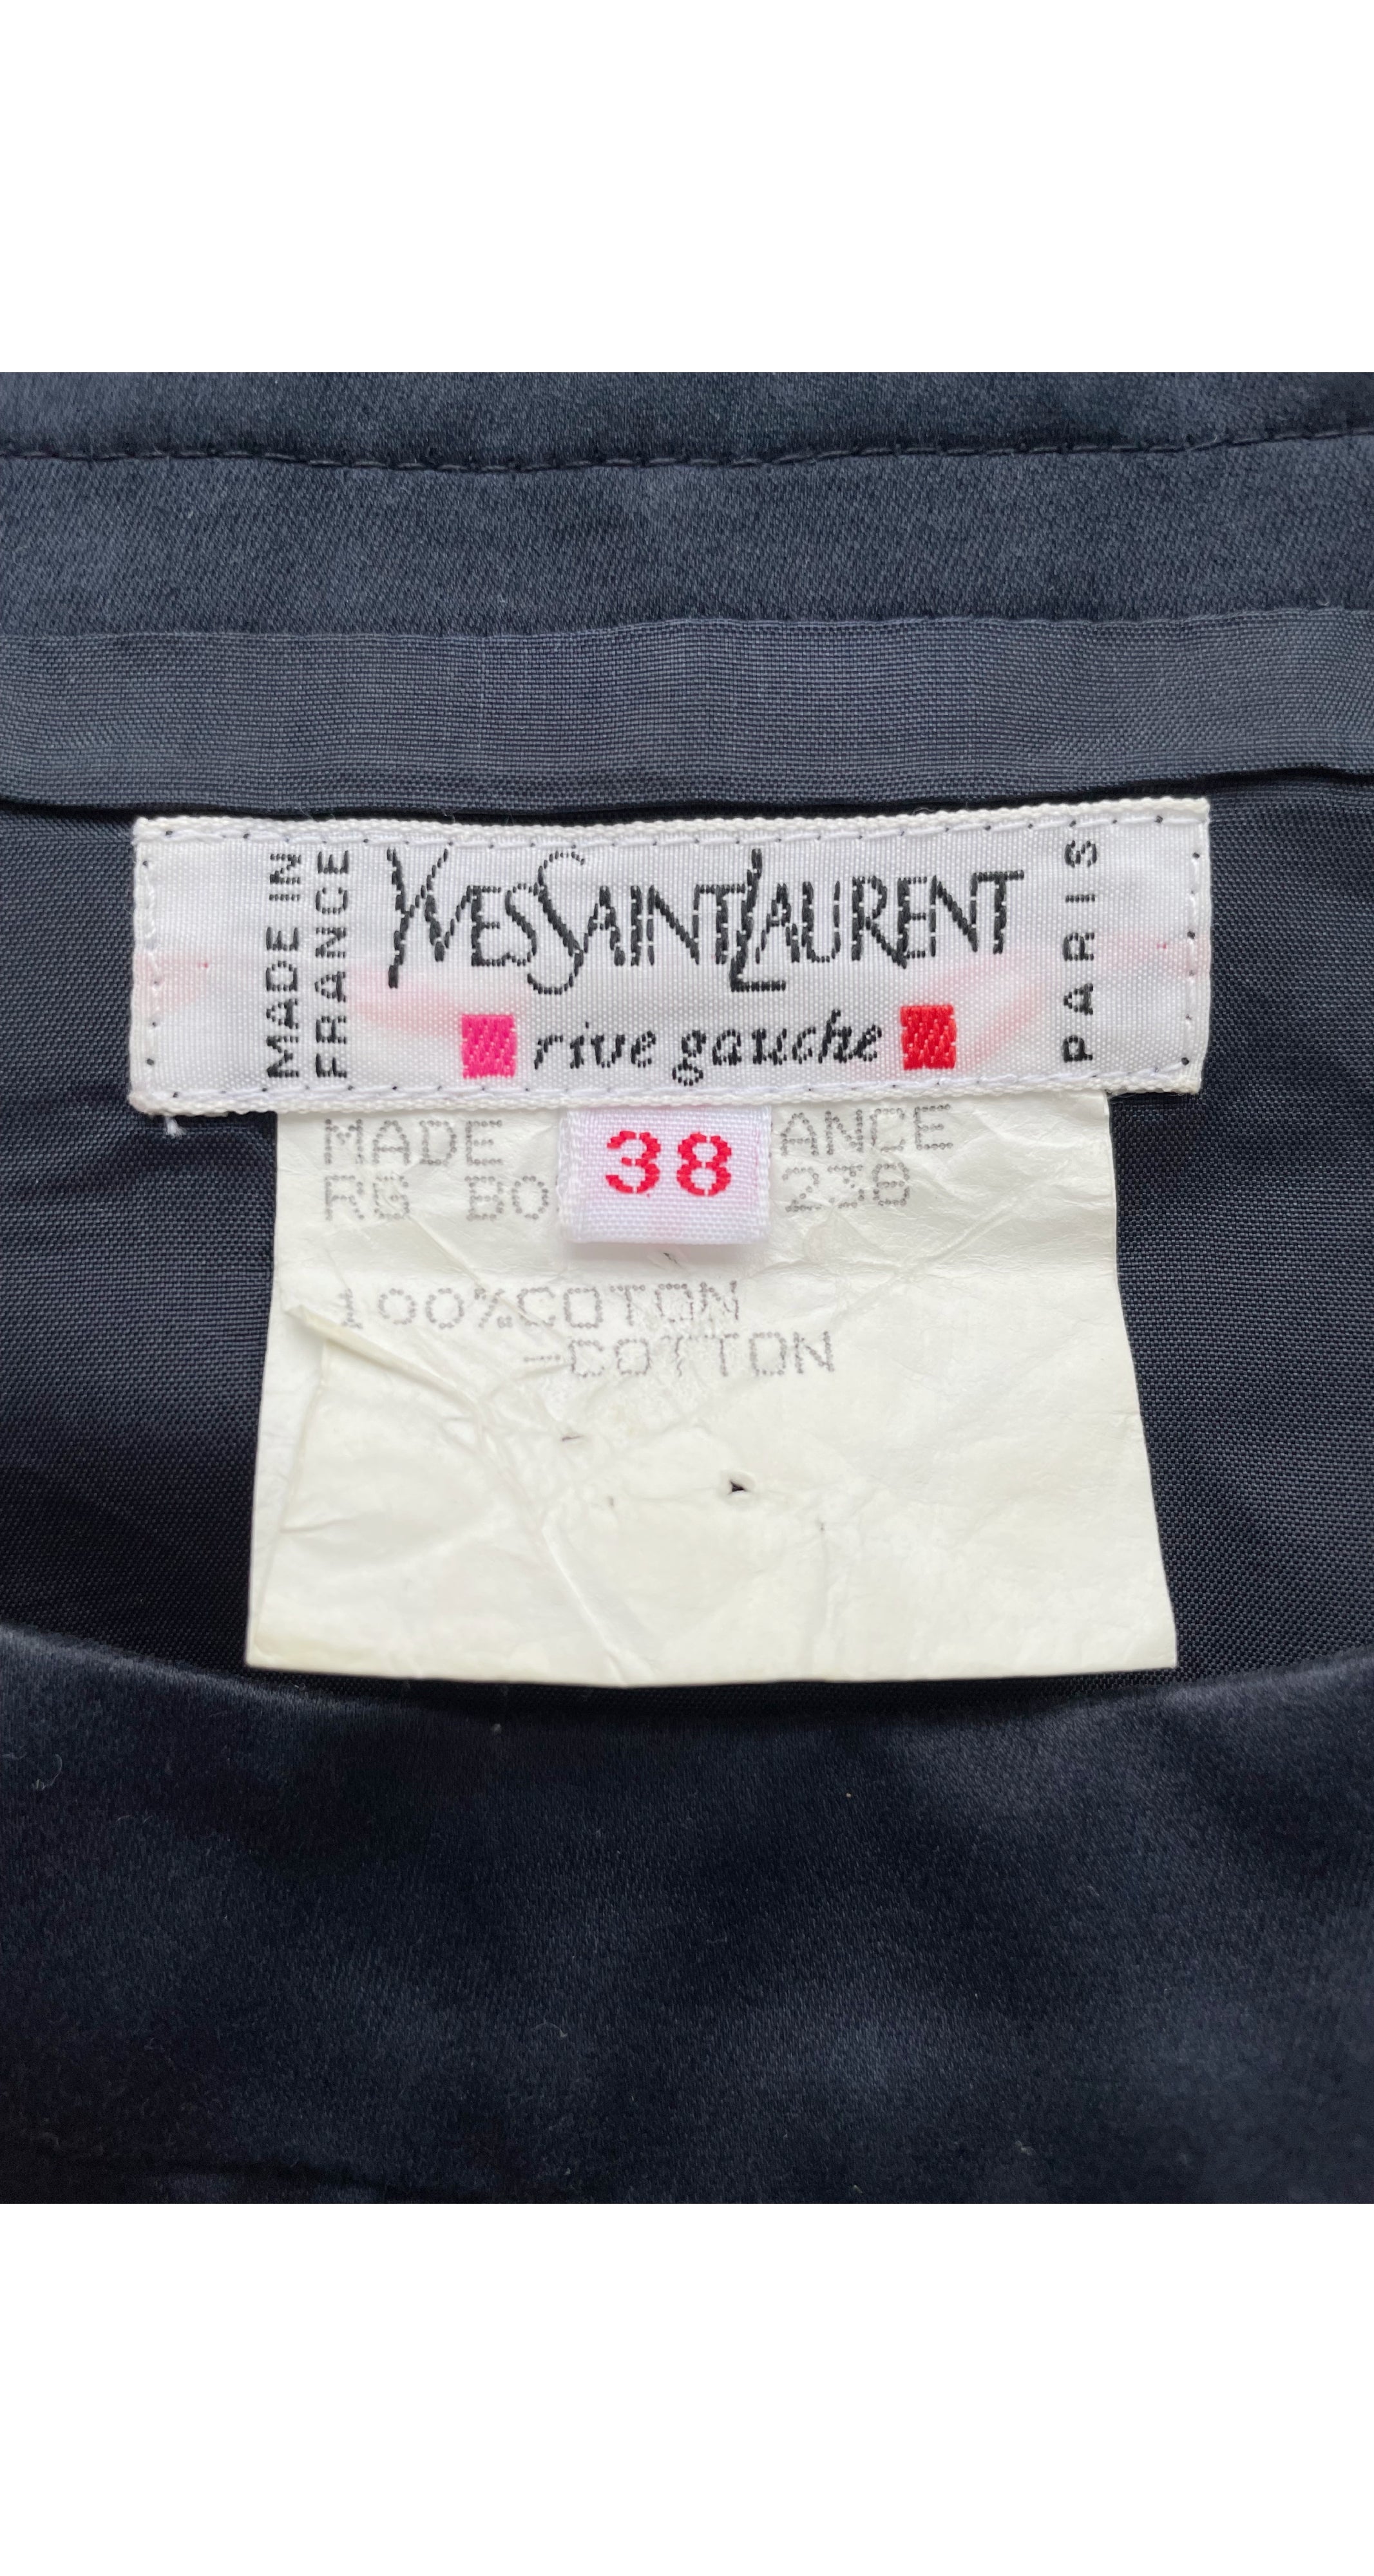 MADE IN
FRANCE
YVESSAINTLAURENT
rive gauche
PARIS
38
MADE ANCE
RG BO 238
100%COTON
-COTTON